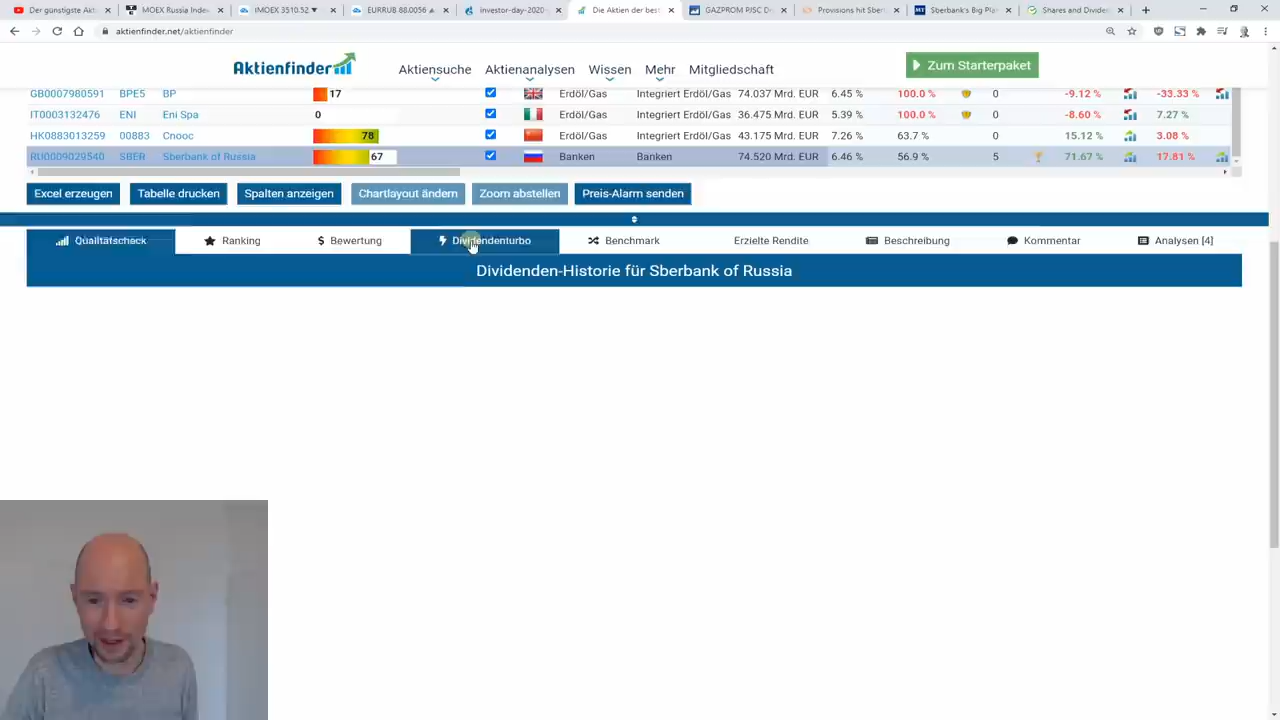 Der günstigste Akt
MOEX Russia Index
IMOEX 3510.52 ▼
EURRUB 88.0056 ▲
investor-day-2020
Die Aktien der best
GAZPROM PJSC D
Provisions hit Sber
Sberbank's Big Pla
Shares and Divide
aktienfinder.net/aktienfinder
Aktienfinder
Aktiensuche Aktienanalysen Wissen Mehr Mitgliedschaft
Zum Starterpaket
GB0007980591 BPE5 BP 17 Erdöl/Gas Integriert Erdöl/Gas 74.037 Mrd. EUR 6.45 % 100.0 % 0 -9.12 % -33.33 %
IT0003132476 ENI Eni Spa 0 Erdöl/Gas Integriert Erdöl/Gas 36.475 Mrd. EUR 5.39 % 100.0 % 0 -8.60 % 7.27 %
HK0883013259 00883 Cnooc 78 Erdöl/Gas Integriert Erdöl/Gas 43.175 Mrd. EUR 7.26 % 63.7 % 0 15.12 % 3.08 %
RU0009029540 SBER Sberbank of Russia 67 Banken Banken 74.520 Mrd. EUR 6.46 % 56.9 % 5 71.67 % 17.81 %
Excel erzeugen Tabelle drucken Spalten anzeigen Chartlayout ändern Zoom abstellen Preis-Alarm senden
Qualitätscheck Ranking $ Bewertung Dividendenturbo Benchmark Erzielte Rendite Beschreibung Kommentar Analysen [4]
Dividenden-Historie für Sberbank of Russia